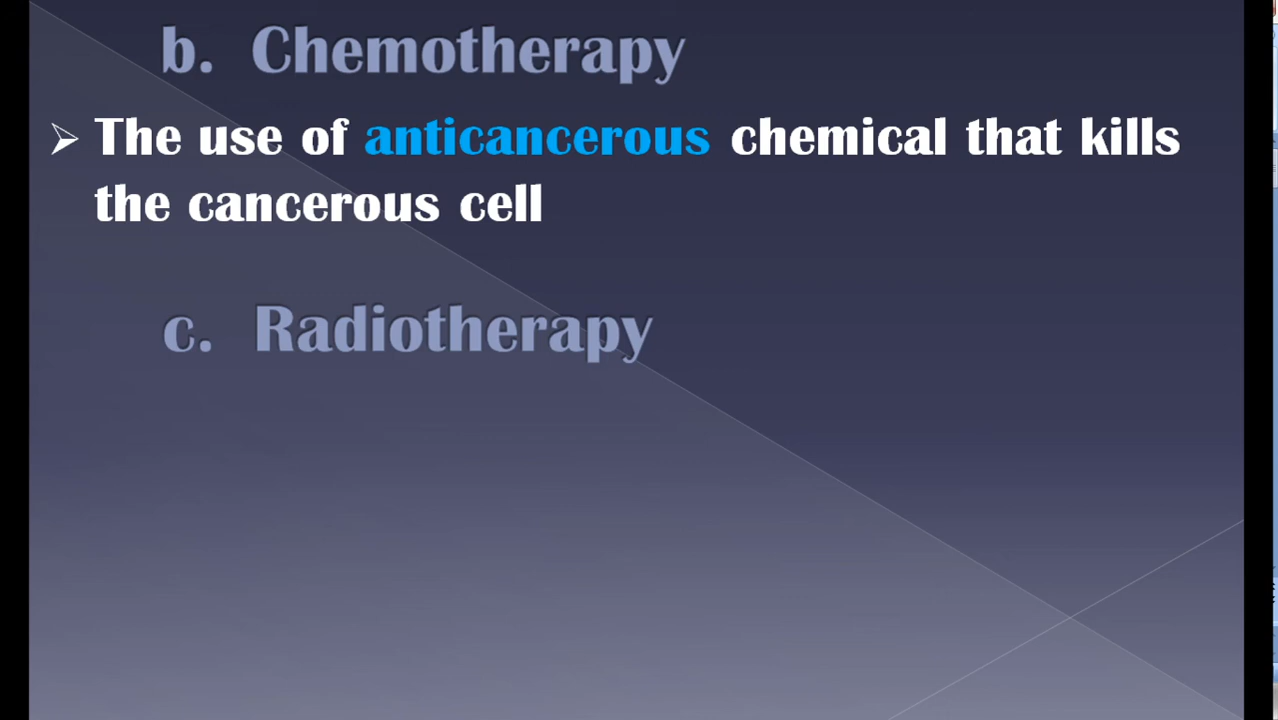 b. Chemotherapy
The use of anticancerous chemical that kills
the cancerous cell
c. Radiotherapy